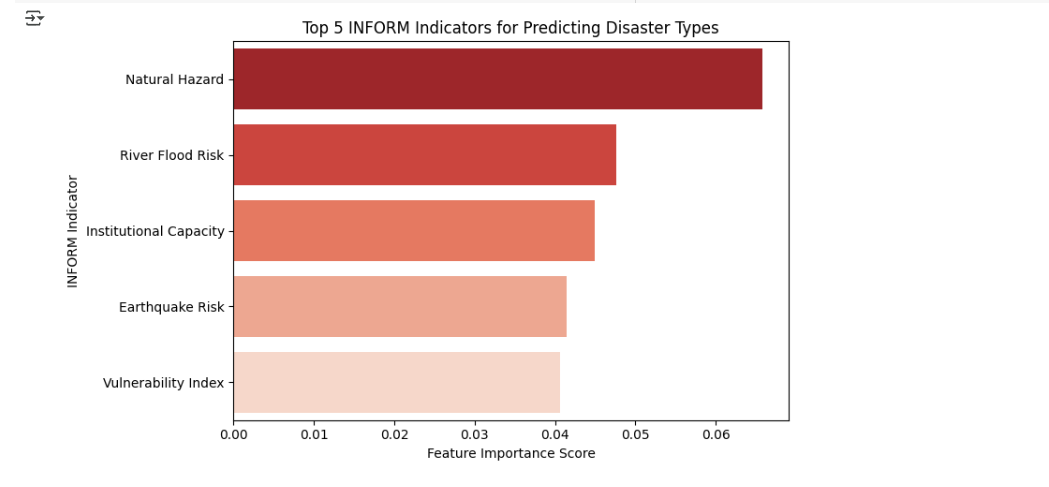 Top 5 INFORM Indicators for Predicting Disaster Types
INFORM Indicator
Natural Hazard
River Flood Risk
Institutional Capacity
Earthquake Risk
Vulnerability Index
0.00 0.01 0.02 0.03 0.04 0.05 0.06
Feature Importance Score